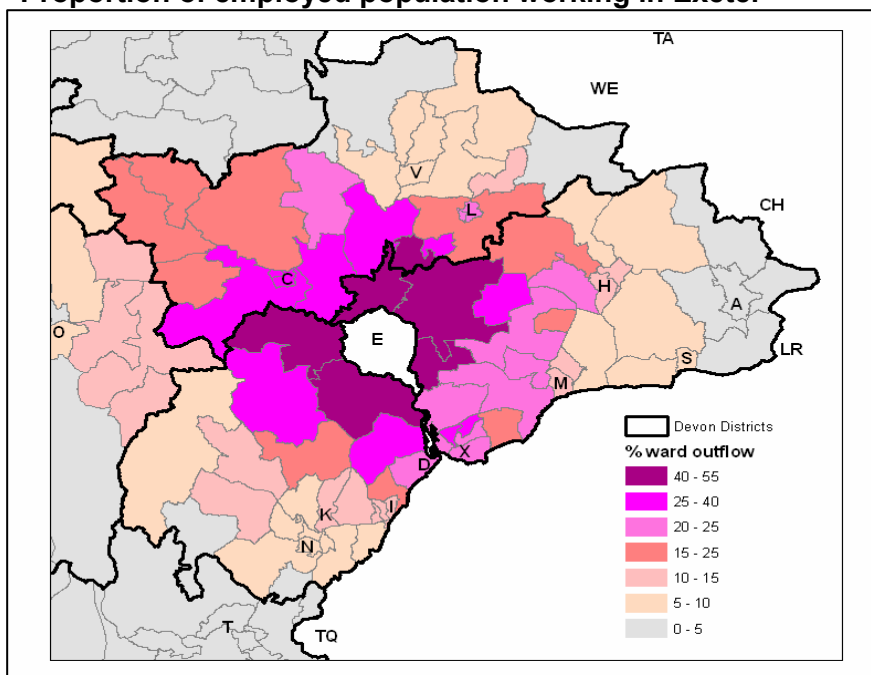 Proportion of employed population working in Exeter
TA
WE
V
L
CH
C
H
O
E
A
S
LR
M
X
D
K
I
N
T
TQ
Devon Districts
% ward outflow
40 - 55
25 - 40
20 - 25
15 - 25
10 - 15
5 - 10
0 - 5